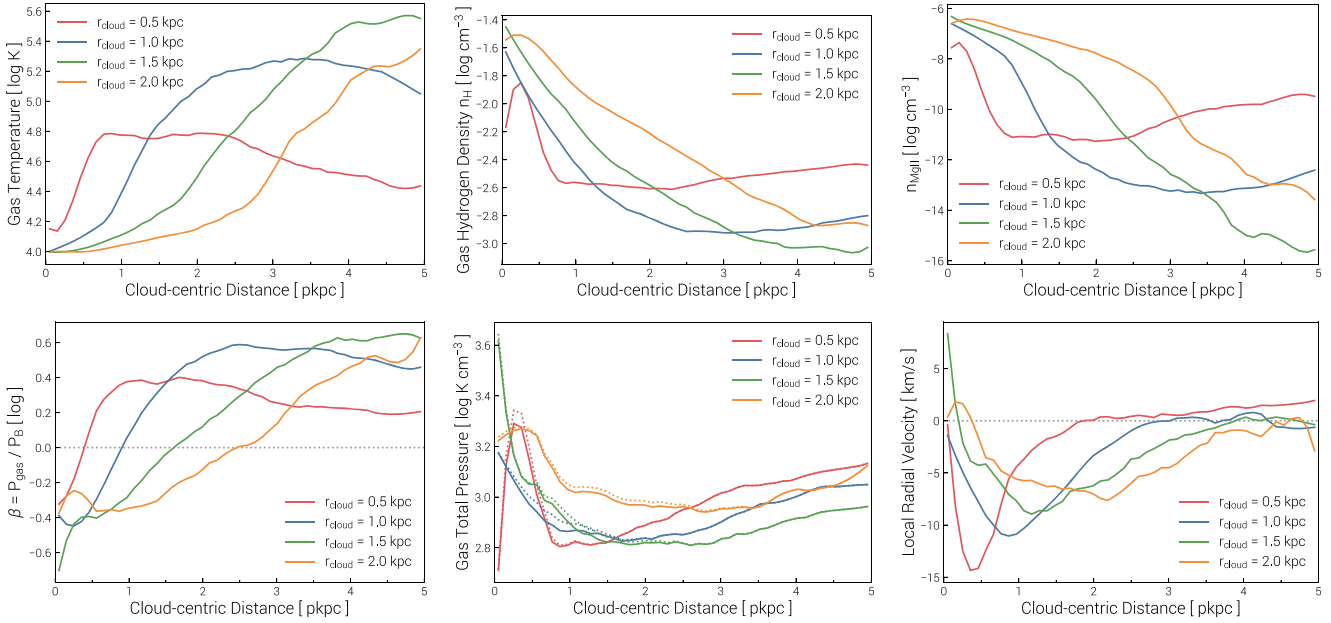 5.6
5.4
5.2
5.0
4.8
4.6
4.4
4.2
4.0
Gas Temperature [ log K ]
r_cloud = 0.5 kpc
r_cloud = 1.0 kpc
r_cloud = 1.5 kpc
r_cloud = 2.0 kpc
0 1 2 3 4 5
Cloud-centric Distance [ pkpc ]
−1.4
−1.6
−1.8
−2.0
−2.2
−2.4
−2.6
−2.8
−3.0
Gas Hydrogen Density n_H [ log cm⁻³ ]
r_cloud = 0.5 kpc
r_cloud = 1.0 kpc
r_cloud = 1.5 kpc
r_cloud = 2.0 kpc
0 1 2 3 4 5
Cloud-centric Distance [ pkpc ]
−6
−8
−10
−12
−14
−16
n_MgII [ log cm⁻³ ]
r_cloud = 0.5 kpc
r_cloud = 1.0 kpc
r_cloud = 1.5 kpc
r_cloud = 2.0 kpc
0 1 2 3 4 5
Cloud-centric Distance [ pkpc ]
0.6
0.4
0.2
0.0
−0.2
−0.4
−0.6
β = P_gas / P_B [ log ]
r_cloud = 0.5 kpc
r_cloud = 1.0 kpc
r_cloud = 1.5 kpc
r_cloud = 2.0 kpc
0 1 2 3 4 5
Cloud-centric Distance [ pkpc ]
3.6
3.4
3.2
3.0
2.8
Gas Total Pressure [ log K cm⁻³ ]
r_cloud = 0.5 kpc
r_cloud = 1.0 kpc
r_cloud = 1.5 kpc
r_cloud = 2.0 kpc
0 1 2 3 4 5
Cloud-centric Distance [ pkpc ]
5
0
−5
−10
−15
Local Radial Velocity [ km/s ]
r_cloud = 0.5 kpc
r_cloud = 1.0 kpc
r_cloud = 1.5 kpc
r_cloud = 2.0 kpc
0 1 2 3 4 5
Cloud-centric Distance [ pkpc ]